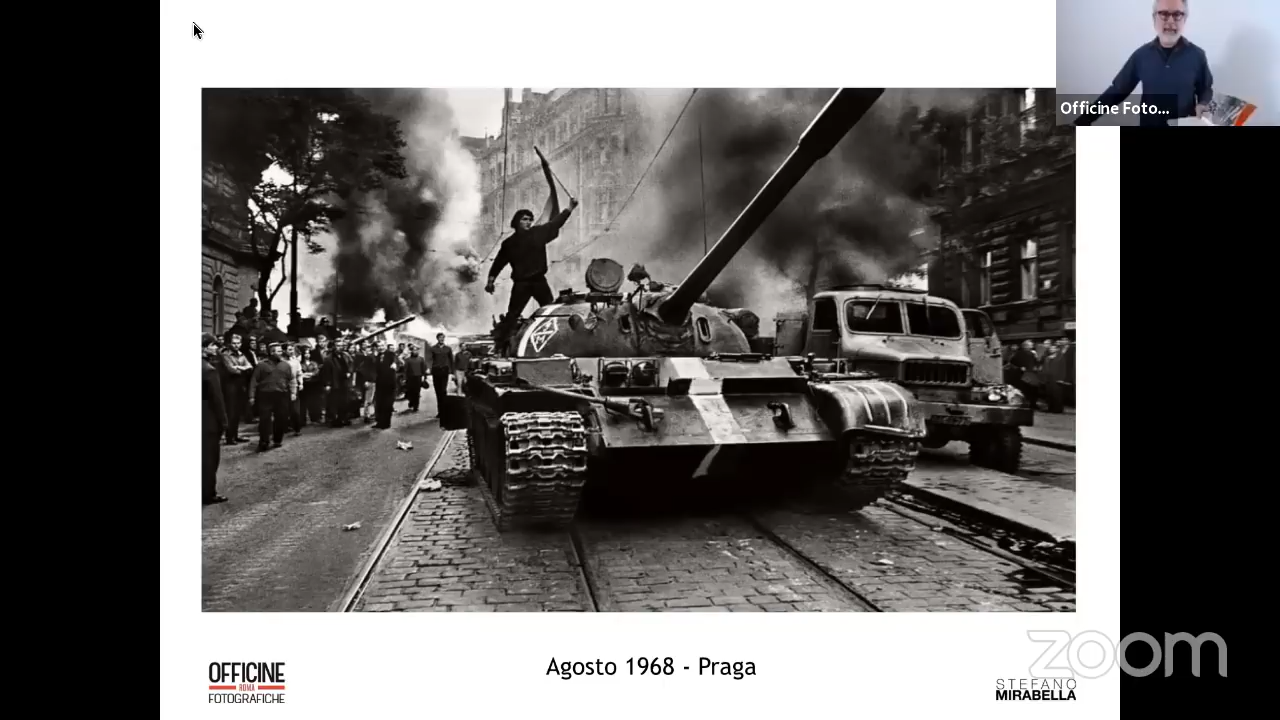 Officine Foto...
Agosto 1968 - Praga
OFFICINE
ROMA
FOTOGRAFICHE
zoom
STEFANO
MIRABELLA